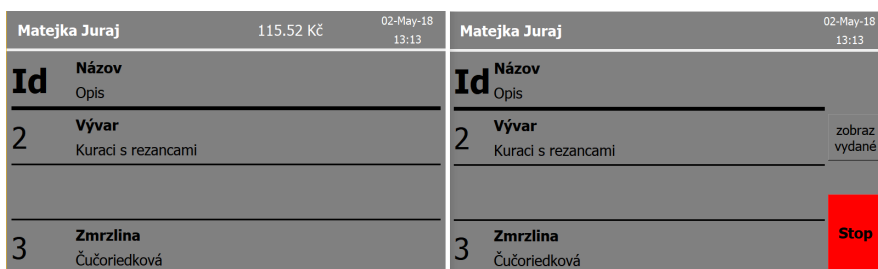 Matejka Juraj 115.52 Kč 02-May-18
13:13
Id Názov
Opis
2 Vývar
Kuraci s rezancami
3 Zmrzlina
Čučoriedková
Matejka Juraj 02-May-18
13:13
Id Názov
Opis
2 Vývar
Kuraci s rezancami
3 Zmrzlina
Čučoriedková
zobraz
vydané
Stop